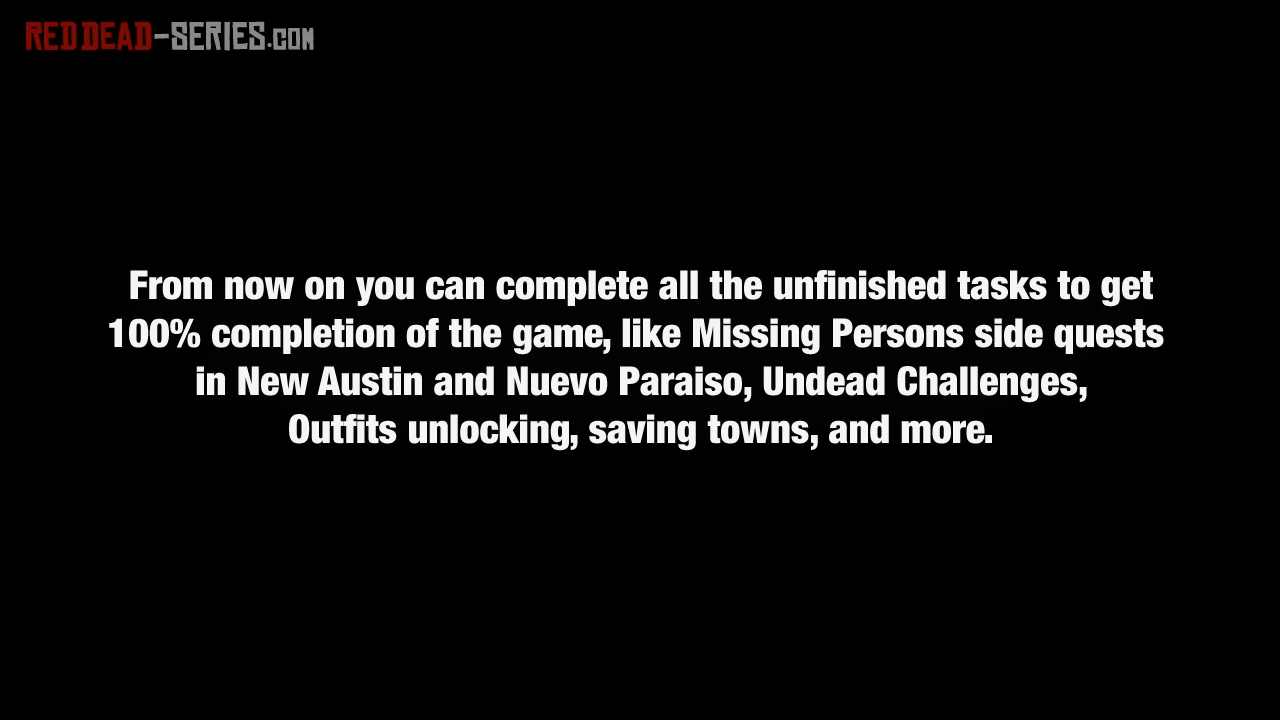 RED DEAD-SERIES.COM
From now on you can complete all the unfinished tasks to get
100% completion of the game, like Missing Persons side quests
in New Austin and Nuevo Paraiso, Undead Challenges,
Outfits unlocking, saving towns, and more.